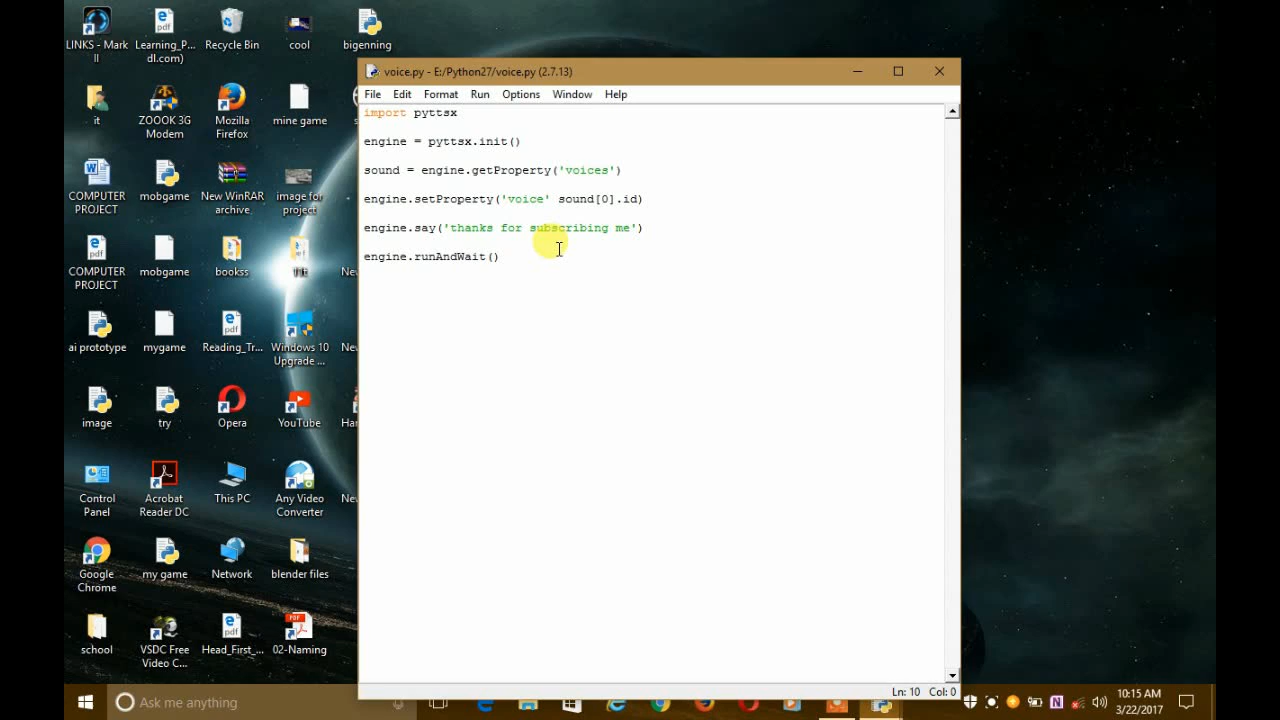 LINKS - Mark II
Learning_P... dl.com)
Recycle Bin
cool
bigenning
it
ZOOOK 3G Modem
Mozilla Firefox
mine game
COMPUTER PROJECT
mobgame
New WinRAR archive
image for project
COMPUTER PROJECT
mobgame
bookss
Ne
ai prototype
mygame
Reading_Tr...
Windows 10 Upgrade ...
Ne
image
try
Opera
YouTube
Har
Control Panel
Acrobat Reader DC
This PC
Any Video Converter
Ne
Google Chrome
my game
Network
blender files
school
VSDC Free Video C...
Head_First_...
02-Naming
voice.py - E:/Python27/voice.py (2.7.13)
File Edit Format Run Options Window Help
import pyttsx
engine = pyttsx.init()
sound = engine.getProperty('voices')
engine.setProperty('voice' sound[0].id)
engine.say('thanks for subscribing me')
engine.runAndWait()
Ln: 10 Col: 0
Ask me anything
10:15 AM
3/22/2017